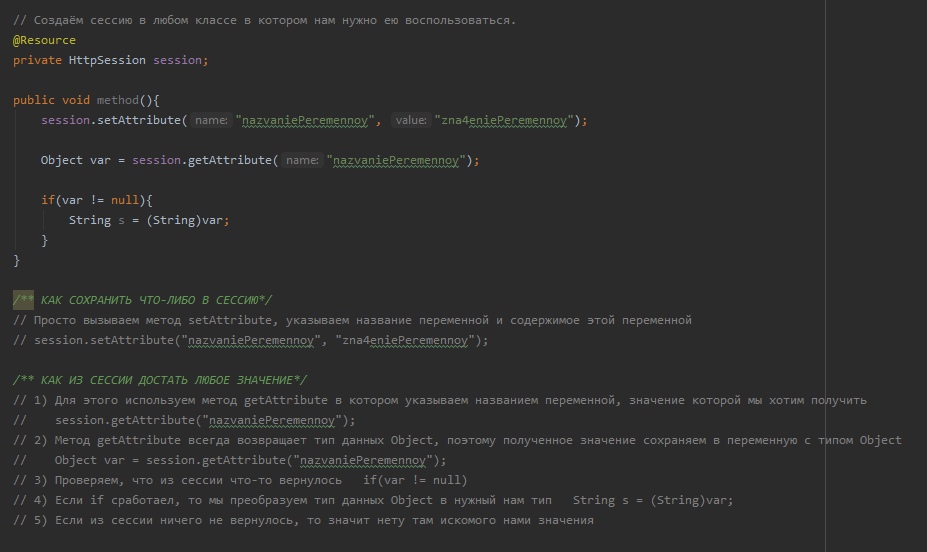 // Создаём сессию в любом классе в котором нам нужно ею воспользоваться.
@Resource
private HttpSession session;
public void method(){
session.setAttribute( name: "nazvaniePeremennoy", value: "zna4eniePeremennoy");
Object var = session.getAttribute( name: "nazvaniePeremennoy");
if(var != null){
String s = (String)var;
}
}
/** КАК СОХРАНИТЬ ЧТО-ЛИБО В СЕССИЮ*/
// Просто вызываем метод setAttribute, указываем название переменной и содержимое этой переменной
// session.setAttribute("nazvaniePeremennoy", "zna4eniePeremennoy");
/** КАК ИЗ СЕССИИ ДОСТАТЬ ЛЮБОЕ ЗНАЧЕНИЕ*/
// 1) Для этого используем метод getAttribute в котором указываем названием переменной, значение которой мы хотим получить
// session.getAttribute("nazvaniePeremennoy");
// 2) Метод getAttribute всегда возвращает тип данных Object, поэтому полученное значение сохраняем в переменную с типом Object
// Object var = session.getAttribute("nazvaniePeremennoy");
// 3) Проверяем, что из сессии что-то вернулось if(var != null)
// 4) Если if сработаел, то мы преобразуем тип данных Object в нужный нам тип String s = (String)var;
// 5) Если из сессии ничего не вернулось, то значит нету там искомого нами значения